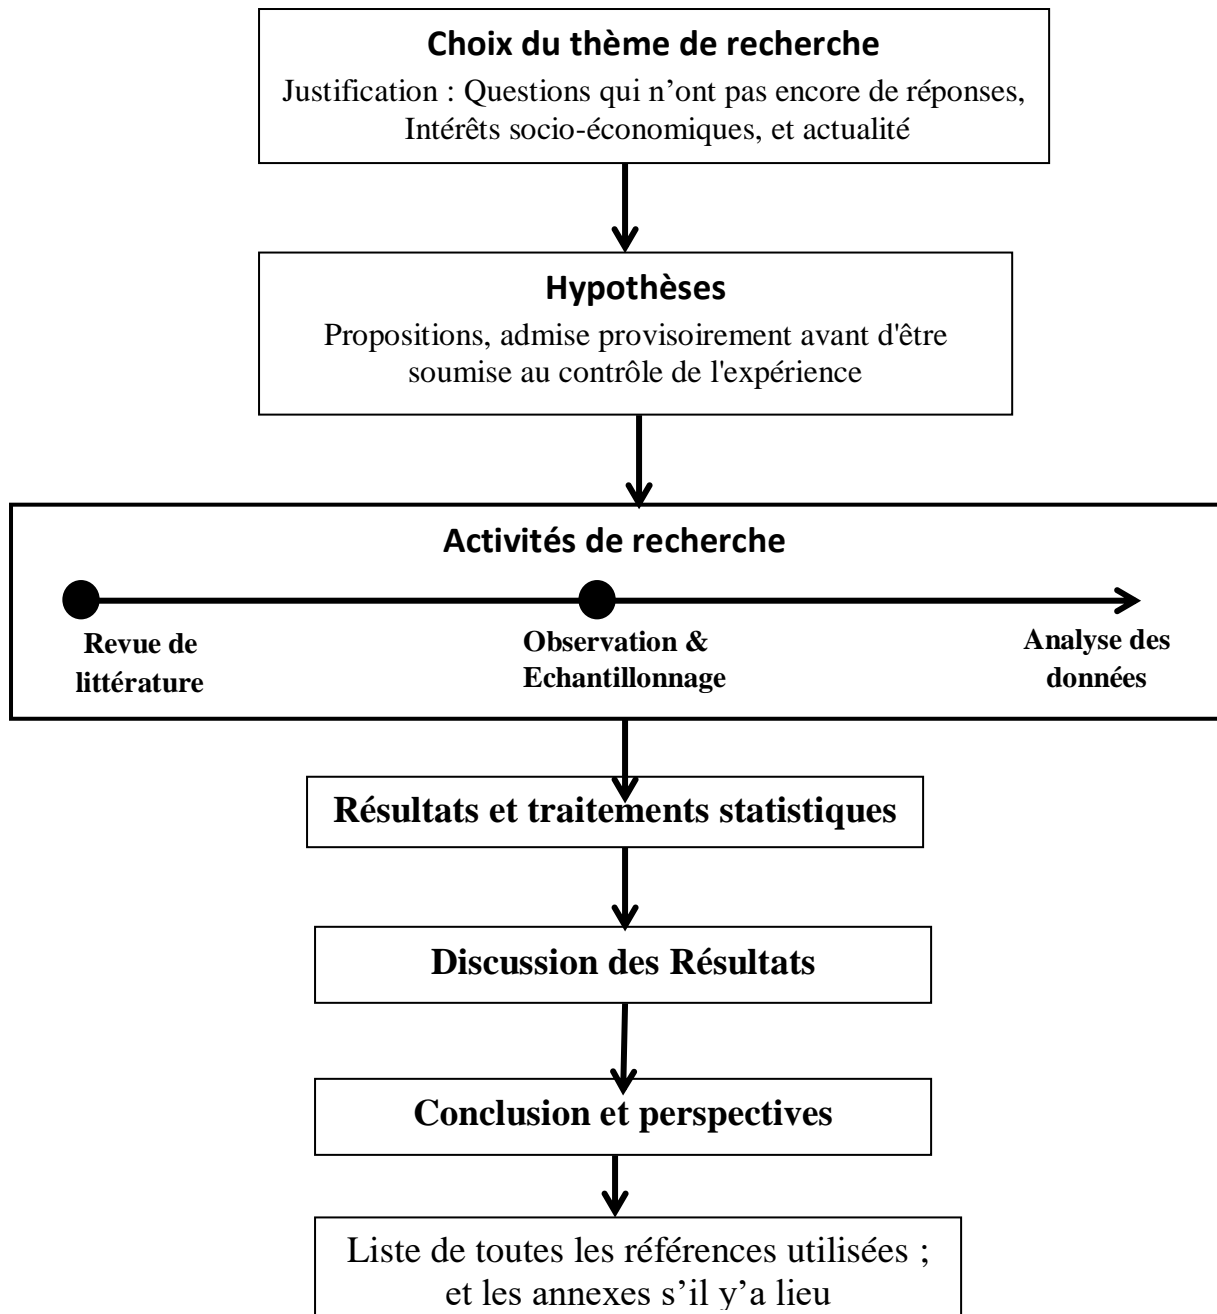 Choix du thème de recherche
Justification : Questions qui n’ont pas encore de réponses,
Intérêts socio-économiques, et actualité
Hypothèses
Propositions, admise provisoirement avant d'être
soumise au contrôle de l'expérience
Activités de recherche
Revue de
littérature
Observation &
Echantillonnage
Analyse des
données
Résultats et traitements statistiques
Discussion des Résultats
Conclusion et perspectives
Liste de toutes les références utilisées ;
et les annexes s’il y’a lieu